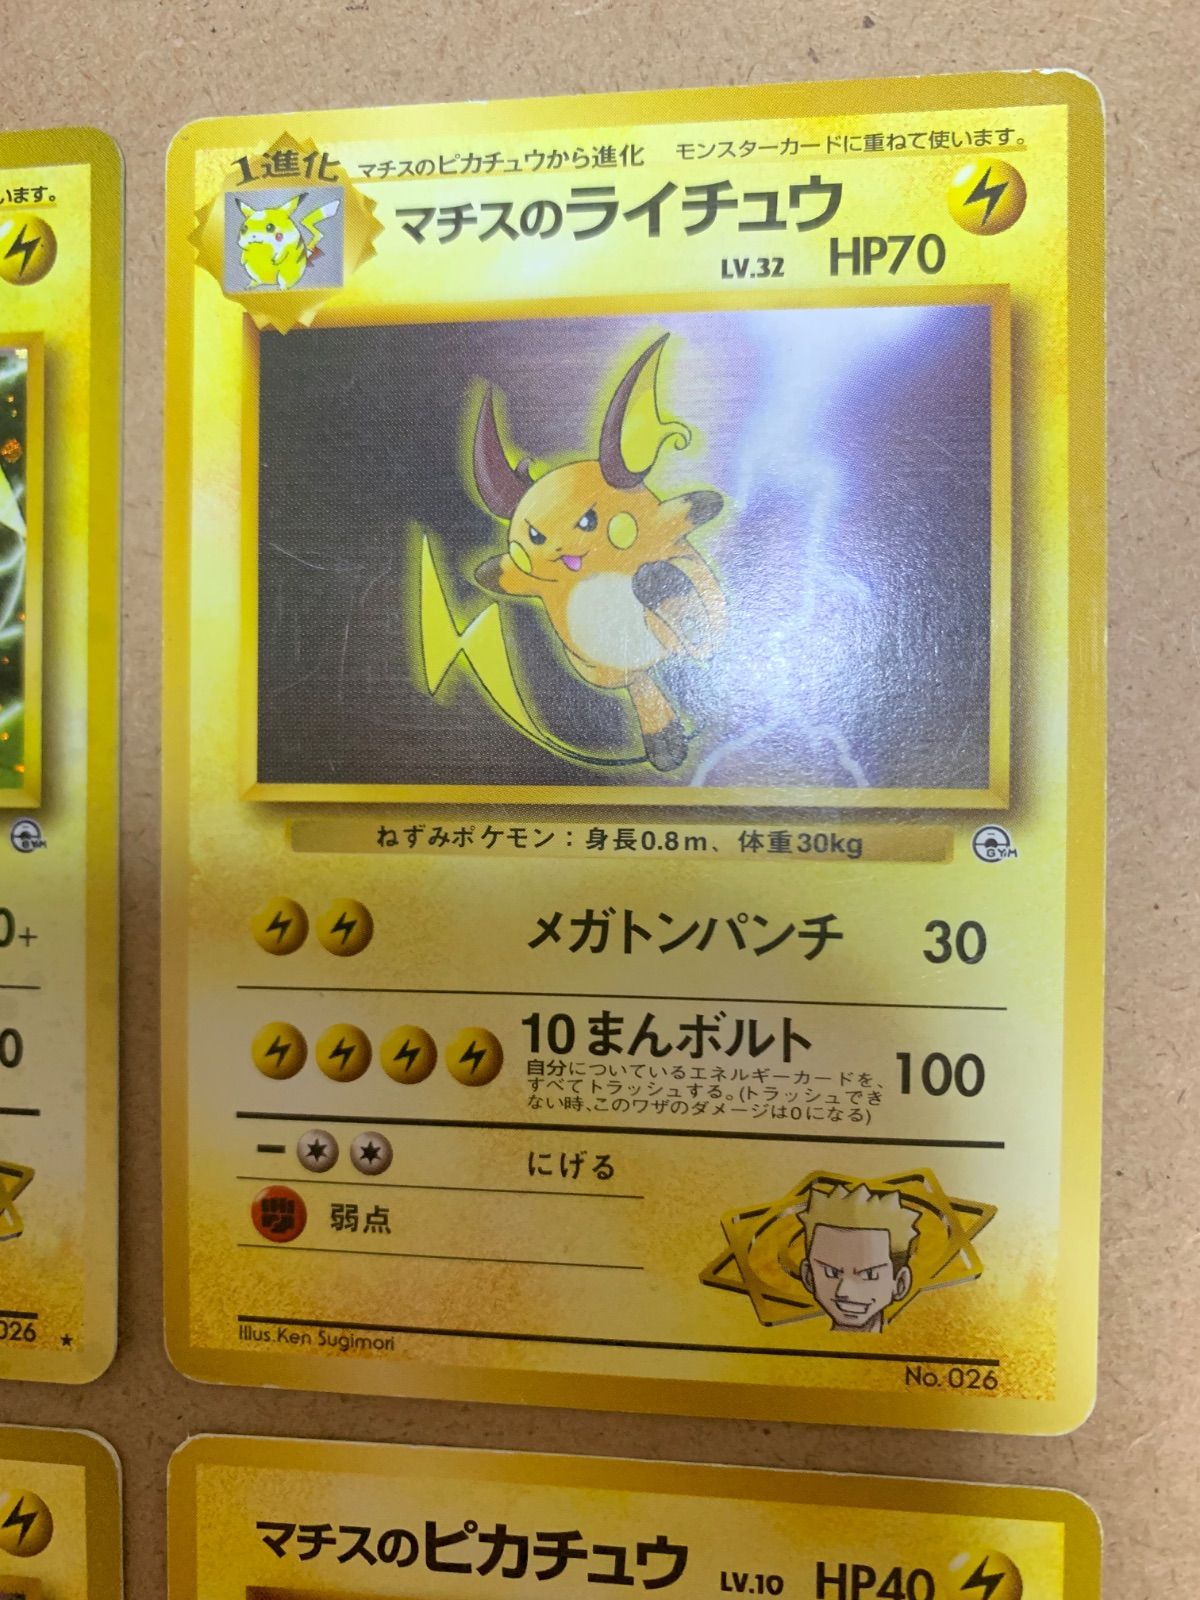 います。
1進化
マチスのピカチュウから進化 モンスターカードに重ねて使います。
マチスのライチュウ
LV.32 HP70
ねずみポケモン：身長0.8m、体重30kg
GYM
GYM
メガトンパンチ 30
0+
10まんボルト 100
自分についているエネルギーカードを、
すべてトラッシュする。(トラッシュでき
ない時、このワザのダメージは0になる)
0
にげる
弱点
Illus.Ken Sugimori
No. 026
026 ★
マチスのピカチュウ LV.10 HP40